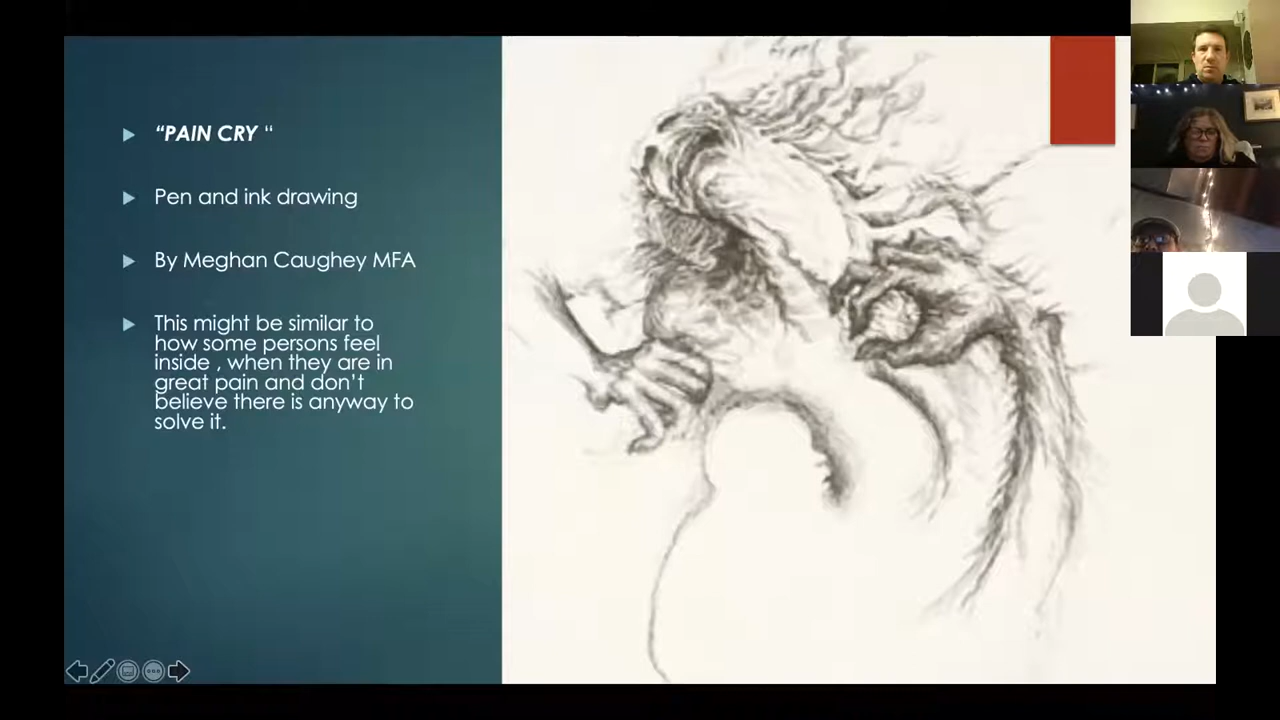 “PAIN CRY “
Pen and ink drawing
By Meghan Caughey MFA
This might be similar to
how some persons feel
inside , when they are in
great pain and don’t
believe there is anyway to
solve it.